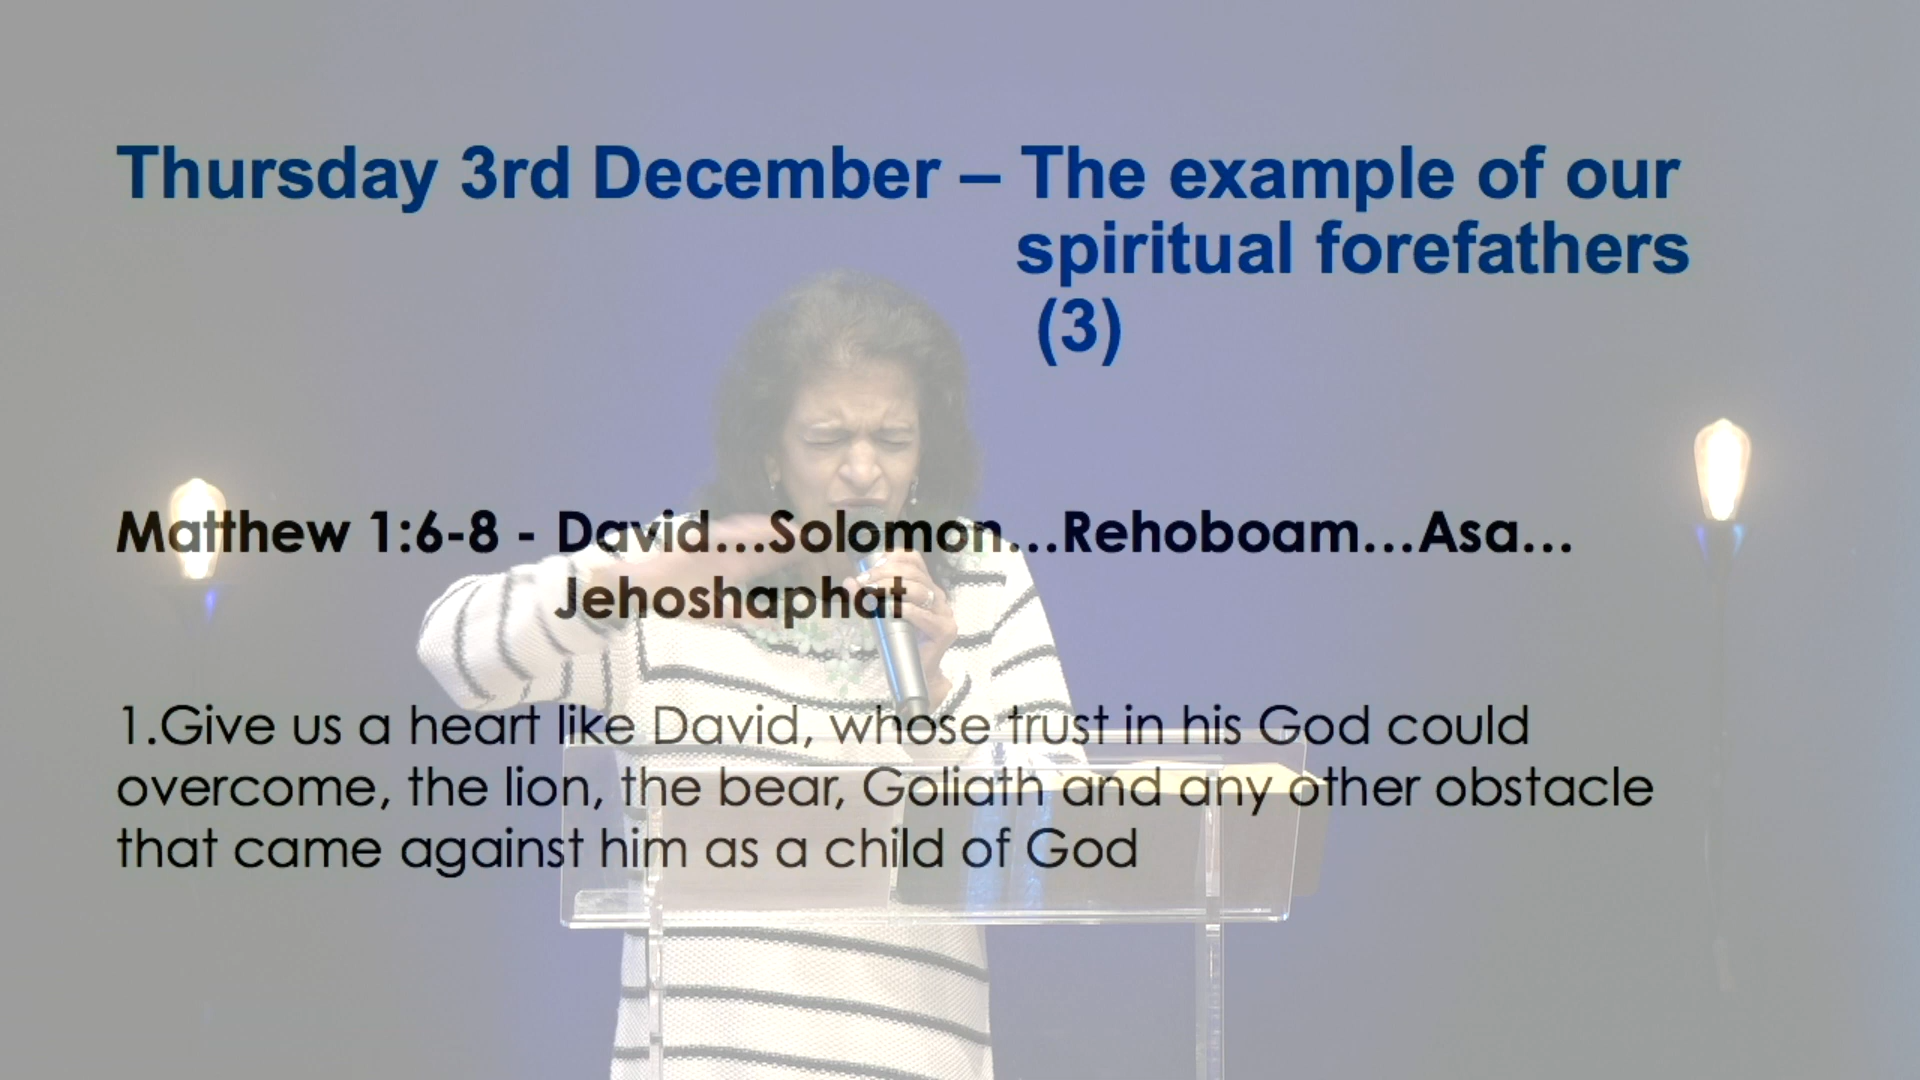 Thursday 3rd December – The example of our
spiritual forefathers
(3)
Matthew 1:6-8 - David...Solomon...Rehoboam...Asa...
Jehoshaphat
1.Give us a heart like David, whose trust in his God could
overcome, the lion, the bear, Goliath and any other obstacle
that came against him as a child of God